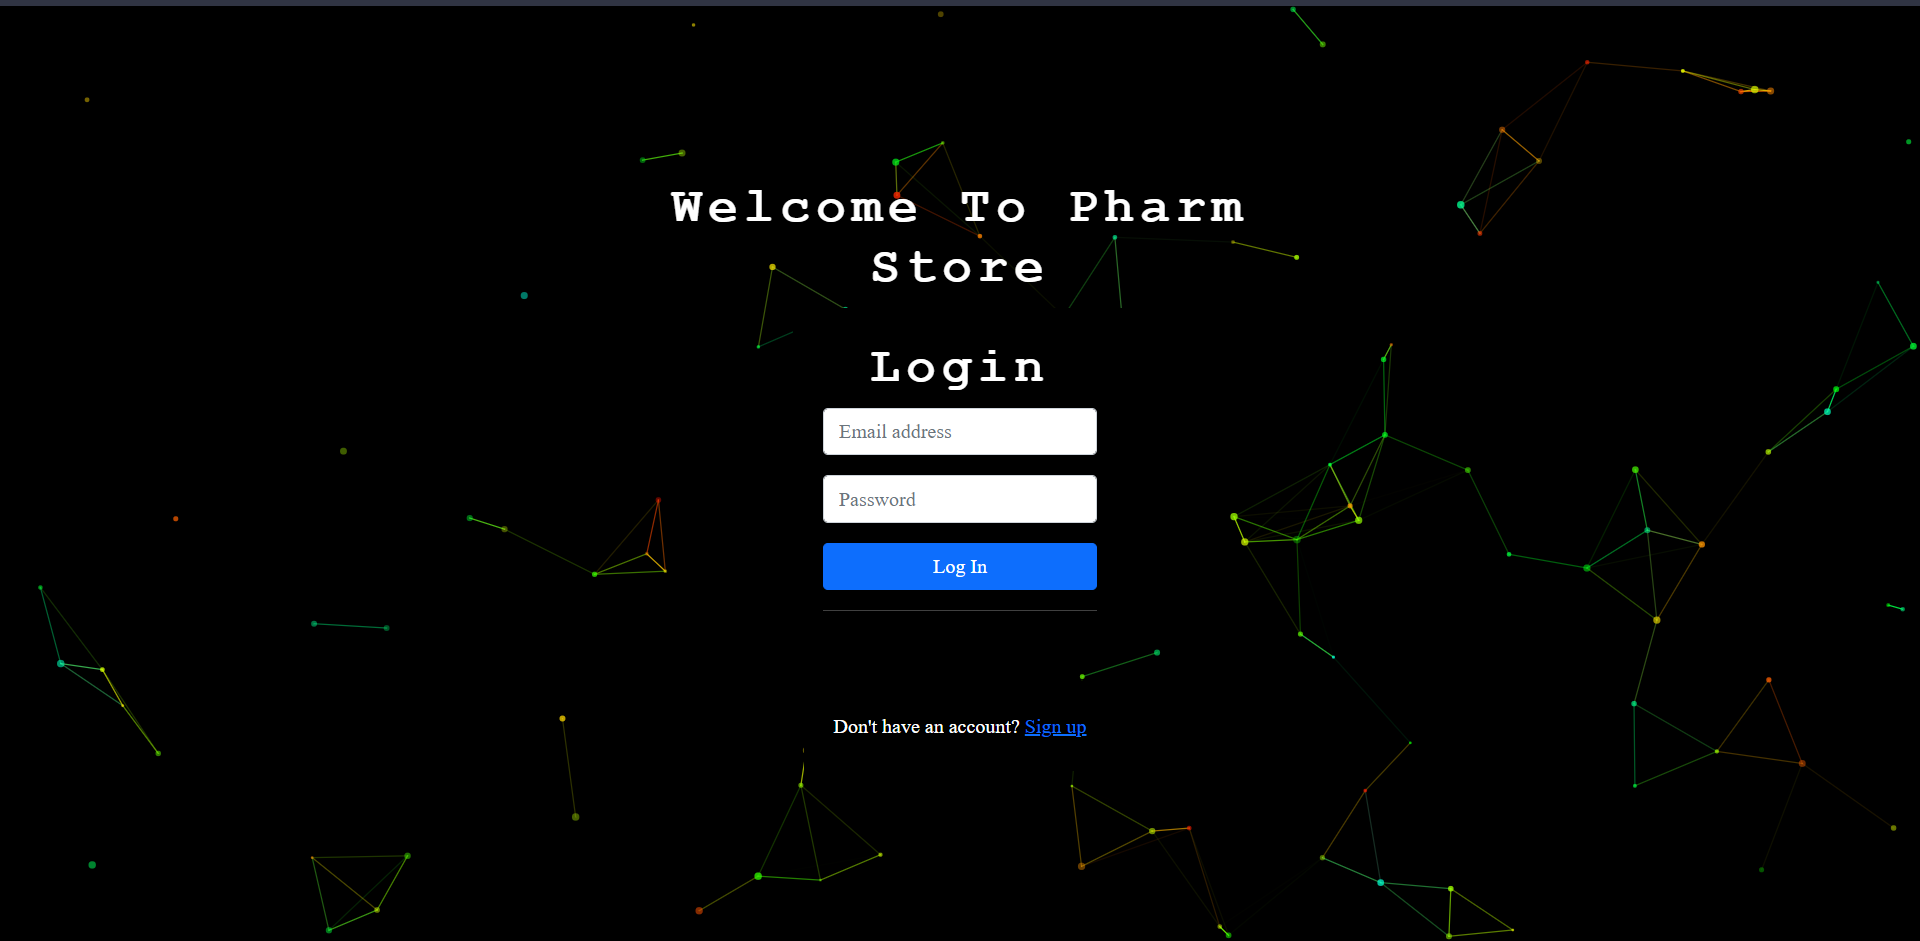 Welcome To Pharm
Store
Login
Email address
Password
Log In
Don't have an account? Sign up